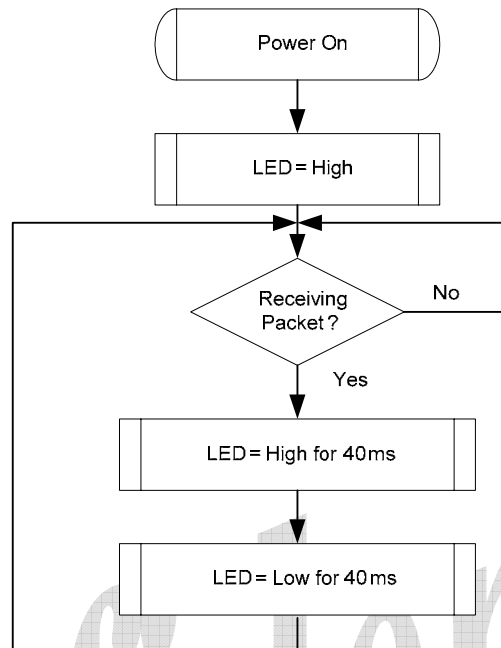 Power On
LED = High
Receiving
Packet ?
No
Yes
LED = High for 40ms
LED = Low for 40ms